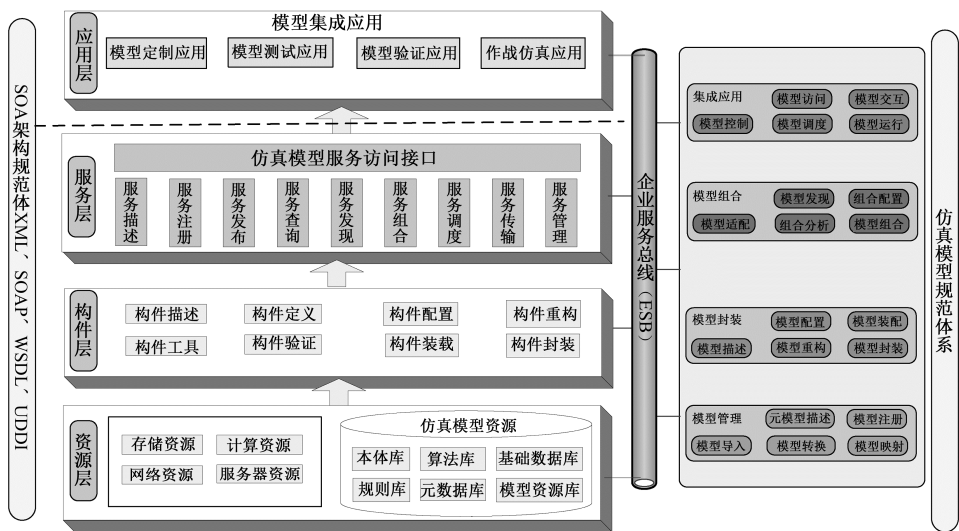 SOA架构规范体XML、SOAP、WSDL、UDDI
应用层
模型集成应用
模型定制应用
模型测试应用
模型验证应用
作战仿真应用
服务层
仿真模型服务访问接口
服务描述
服务注册
服务发布
服务查询
服务发现
服务组合
服务调度
服务传输
服务管理
构件层
构件描述
构件定义
构件配置
构件重构
构件工具
构件验证
构件装载
构件封装
资源层
存储资源
计算资源
网络资源
服务器资源
仿真模型资源
本体库
算法库
基础数据库
规则库
元数据库
模型资源库
企业服务总线(ESB)
集成应用
模型访问
模型交互
模型控制
模型调度
模型运行
模型组合
模型发现
组合配置
模型适配
组合分析
模型组合
模型封装
模型配置
模型装配
模型描述
模型重构
模型封装
模型管理
元模型描述
模型注册
模型导入
模型转换
模型映射
仿真模型规范体系